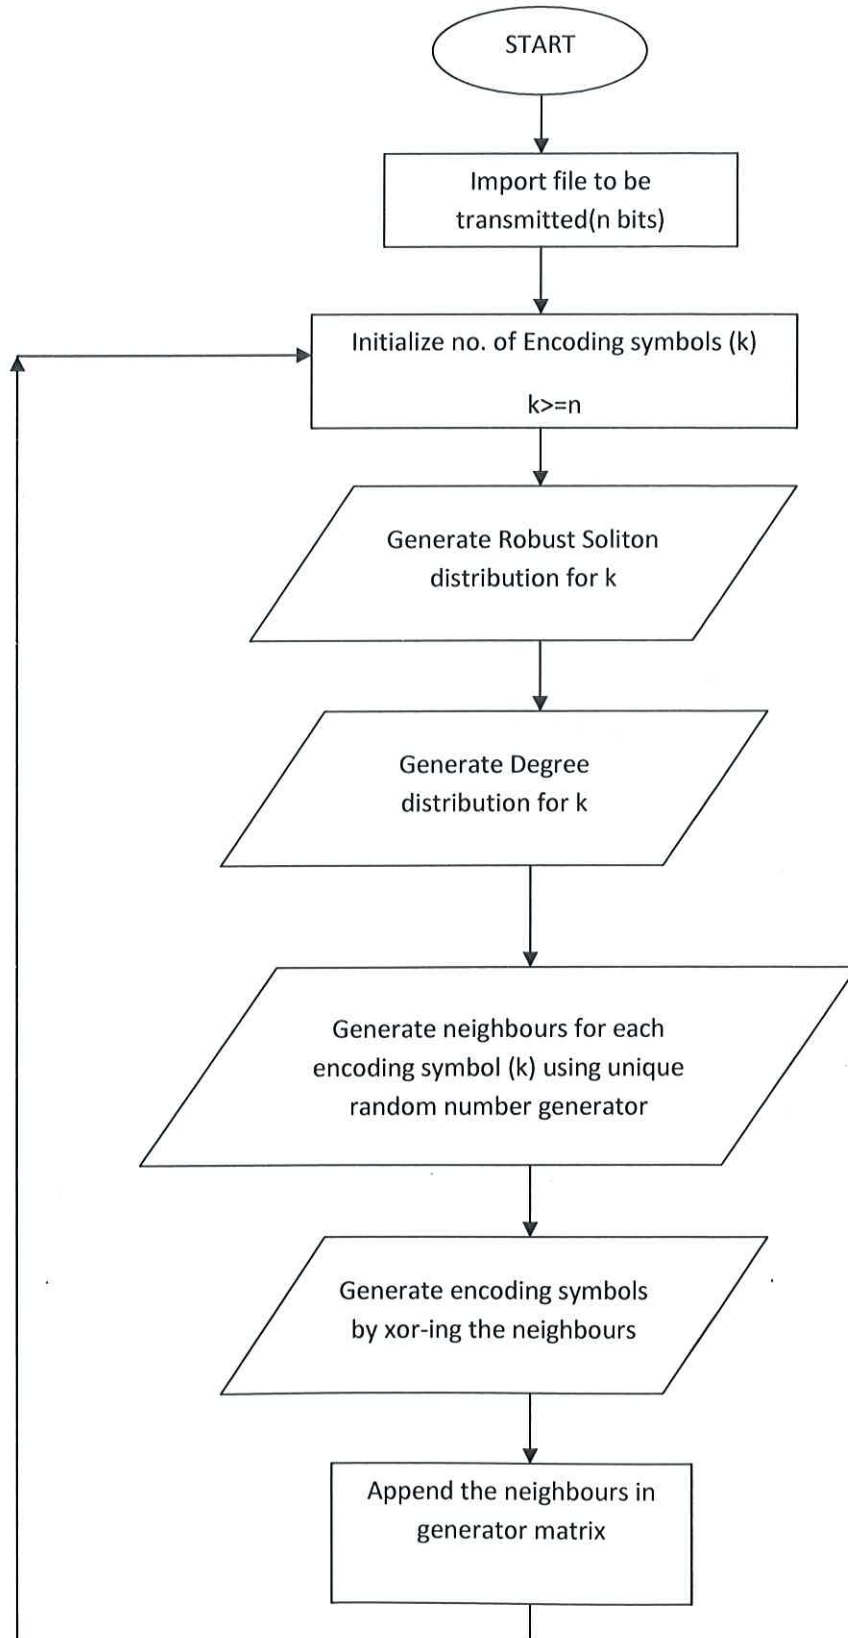 START
Import file to be
transmitted(n bits)
Initialize no. of Encoding symbols (k)
k>=n
Generate Robust Soliton
distribution for k
Generate Degree
distribution for k
Generate neighbours for each
encoding symbol (k) using unique
random number generator
Generate encoding symbols
by xor-ing the neighbours
Append the neighbours in
generator matrix